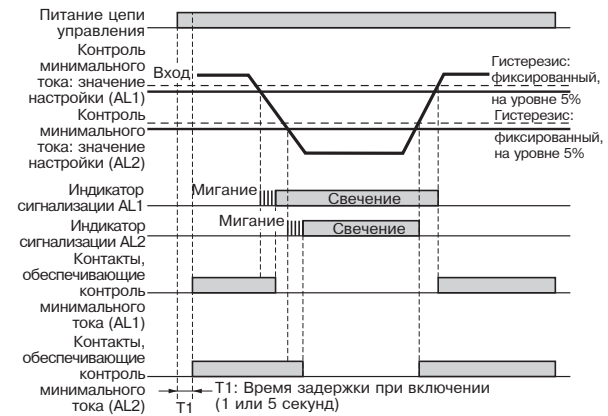 Питание цепи
управления
Контроль
минимального
тока: значение
настройки (AL1)
Вход
Гистерезис:
фиксированный,
на уровне 5%
Контроль
минимального
тока: значение
настройки (AL2)
Гистерезис:
фиксированный,
на уровне 5%
Индикатор
сигнализации AL1
Мигание
Свечение
Индикатор
сигнализации AL2
Мигание
Свечение
Контакты,
обеспечивающие
контроль
минимального
тока (AL1)
Контакты,
обеспечивающие
контроль
минимального
тока (AL2)
T1
T1: Время задержки при включении
(1 или 5 секунд)